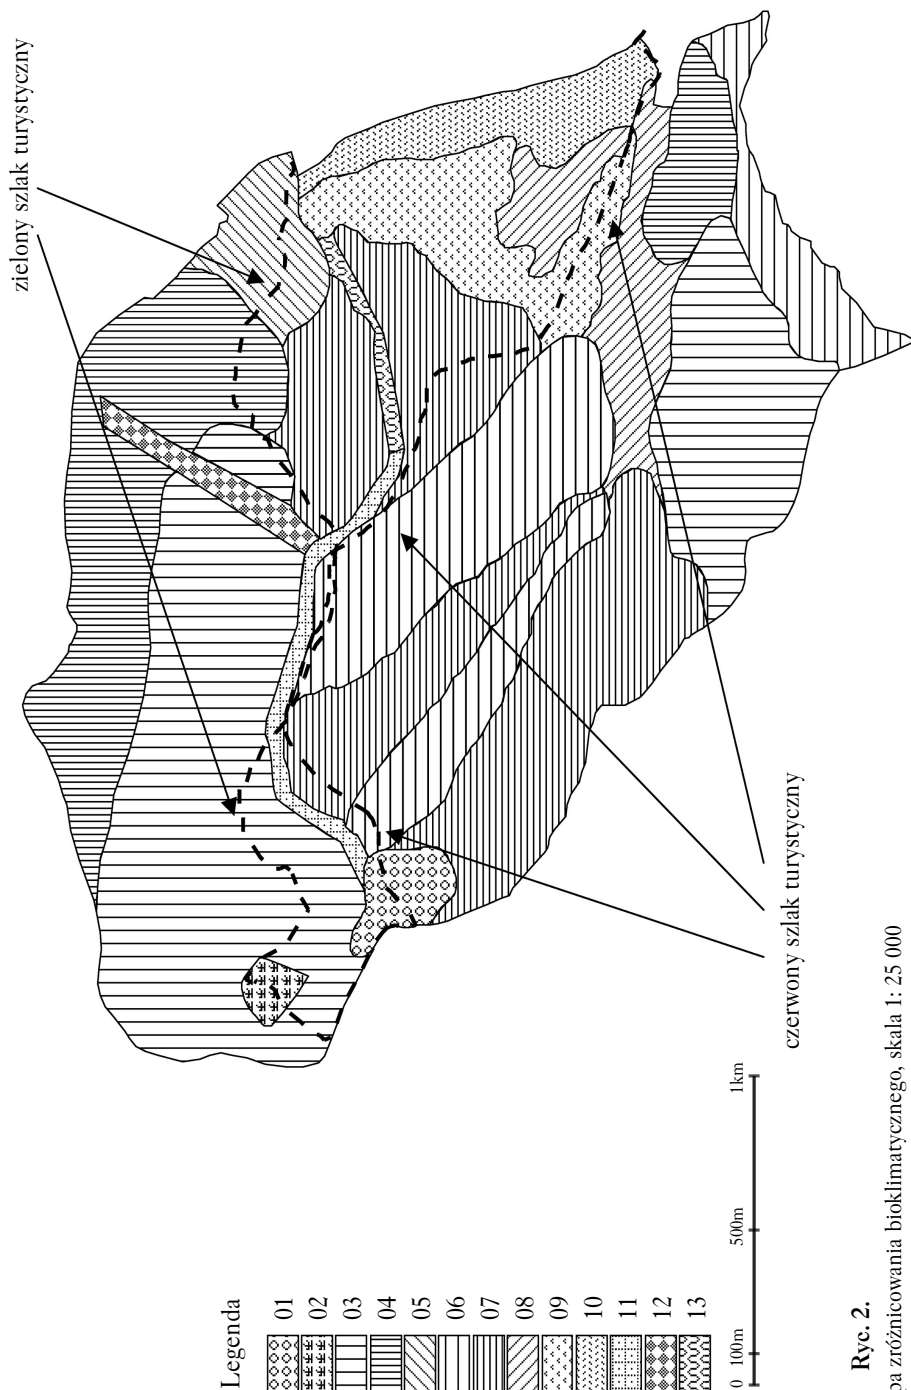 zielony szlak turystyczny
czerwony szlak turystyczny
Legenda
01
02
03
04
05
06
07
08
09
10
11
12
13
0 100m 500m 1km
Ryc. 2.
zróżnicowania bioklimatycznego, skala 1: 25 000